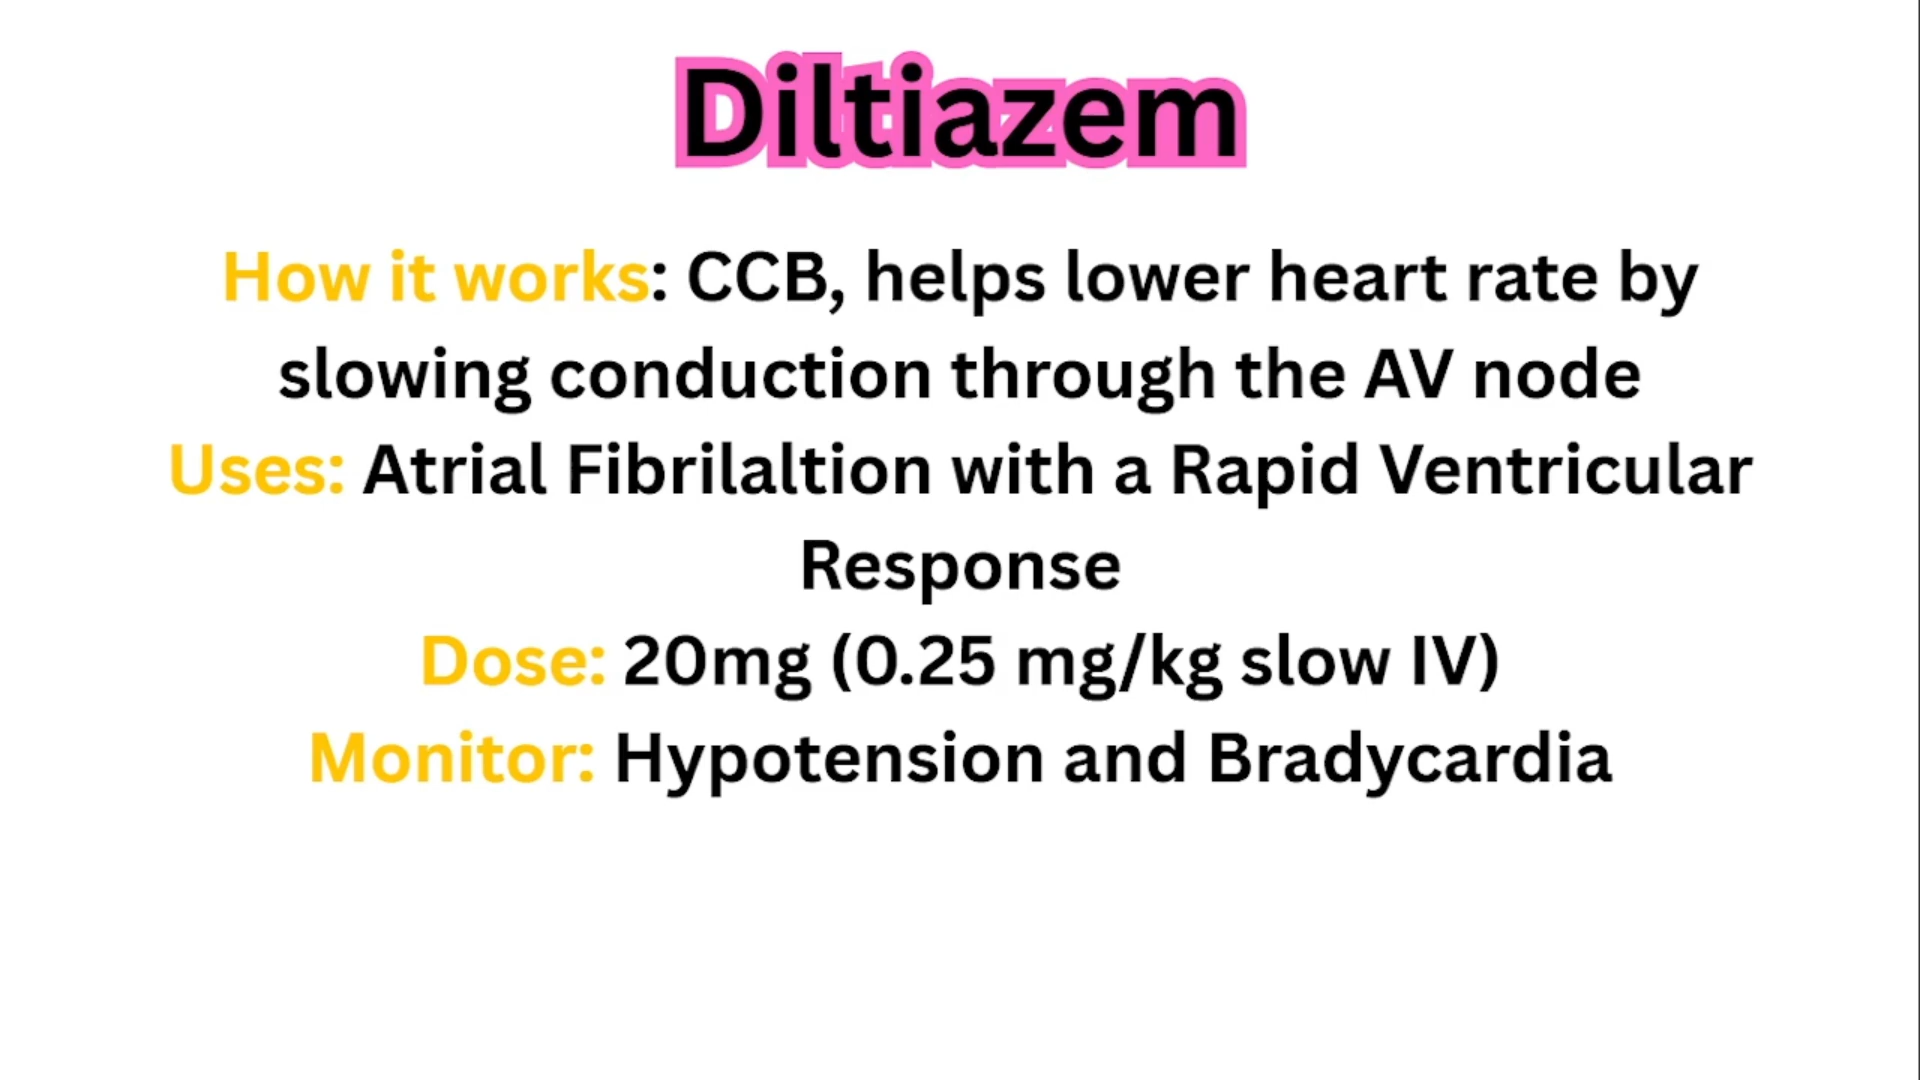 Diltiazem
How it works: CCB, helps lower heart rate by
slowing conduction through the AV node
Uses: Atrial Fibrilaltion with a Rapid Ventricular
Response
Dose: 20mg (0.25 mg/kg slow IV)
Monitor: Hypotension and Bradycardia